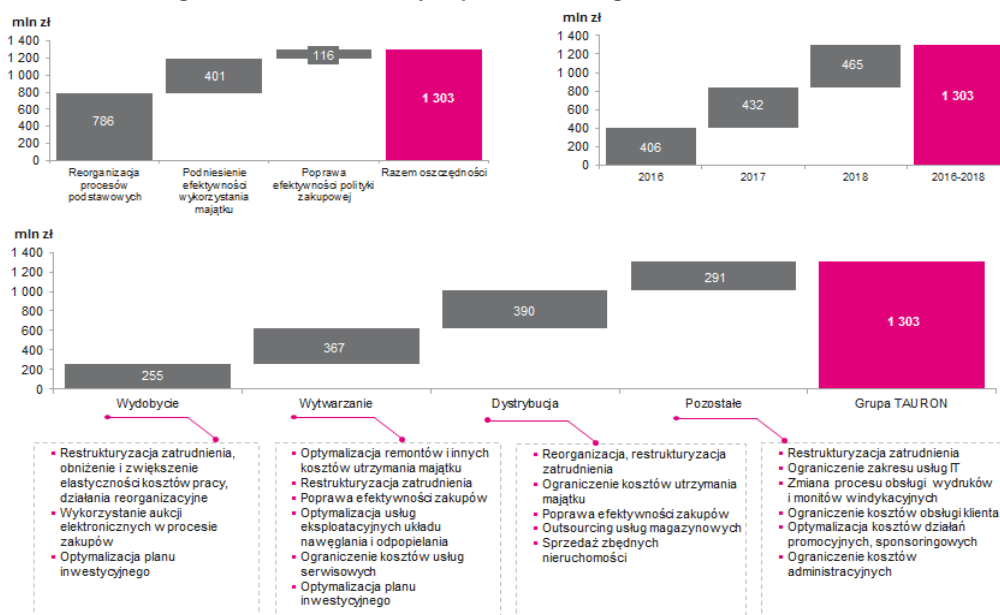 mln zł
1 400
1 200
1 000
800
600
400
200
0
786
401
116
1 303
Reorganizacja
procesów
podstawowych
Podniesienie
efektywności
wykorzystania
majątku
Poprawa
efektywności polityki
zakupowej
Razem oszczędności
mln zł
1 400
1 200
1 000
800
600
400
200
0
406
432
465
1 303
2016
2017
2018
2016-2018
mln zł
1 400
1 200
1 000
800
600
400
200
0
255
367
390
291
1 303
Wydobycie
Wytwarzanie
Dystrybucja
Pozostałe
Grupa TAURON
Restrukturyzacja zatrudnienia,
obniżenie i zwiększenie
elastyczności kosztów pracy,
działania reorganizacyjne
Wykorzystanie aukcji
elektronicznych w procesie
zakupów
Optymalizacja planu
inwestycyjnego
Optymalizacja remontów i innych
kosztów utrzymania majątku
Restrukturyzacja zatrudnienia
Poprawa efektywności zakupów
Optymalizacja usług
eksploatacyjnych układu
nawęglania i odpopielania
Ograniczenie kosztów usług
serwisowych
Optymalizacja planu
inwestycyjnego
Reorganizacja, restrukturyzacja
zatrudnienia
Ograniczenie kosztów utrzymania
majątku
Poprawa efektywności zakupów
Outsourcing usług magazynowych
Sprzedaż zbędnych
nieruchomości
Restrukturyzacja zatrudnienia
Ograniczenie zakresu usług IT
Zmiana procesu obsługi wydruków
i monitów windykacyjnych
Ograniczenie kosztów obsługi klienta
Optymalizacja kosztów działań
promocyjnych, sponsoringowych
Ograniczenie kosztów
administracyjnych